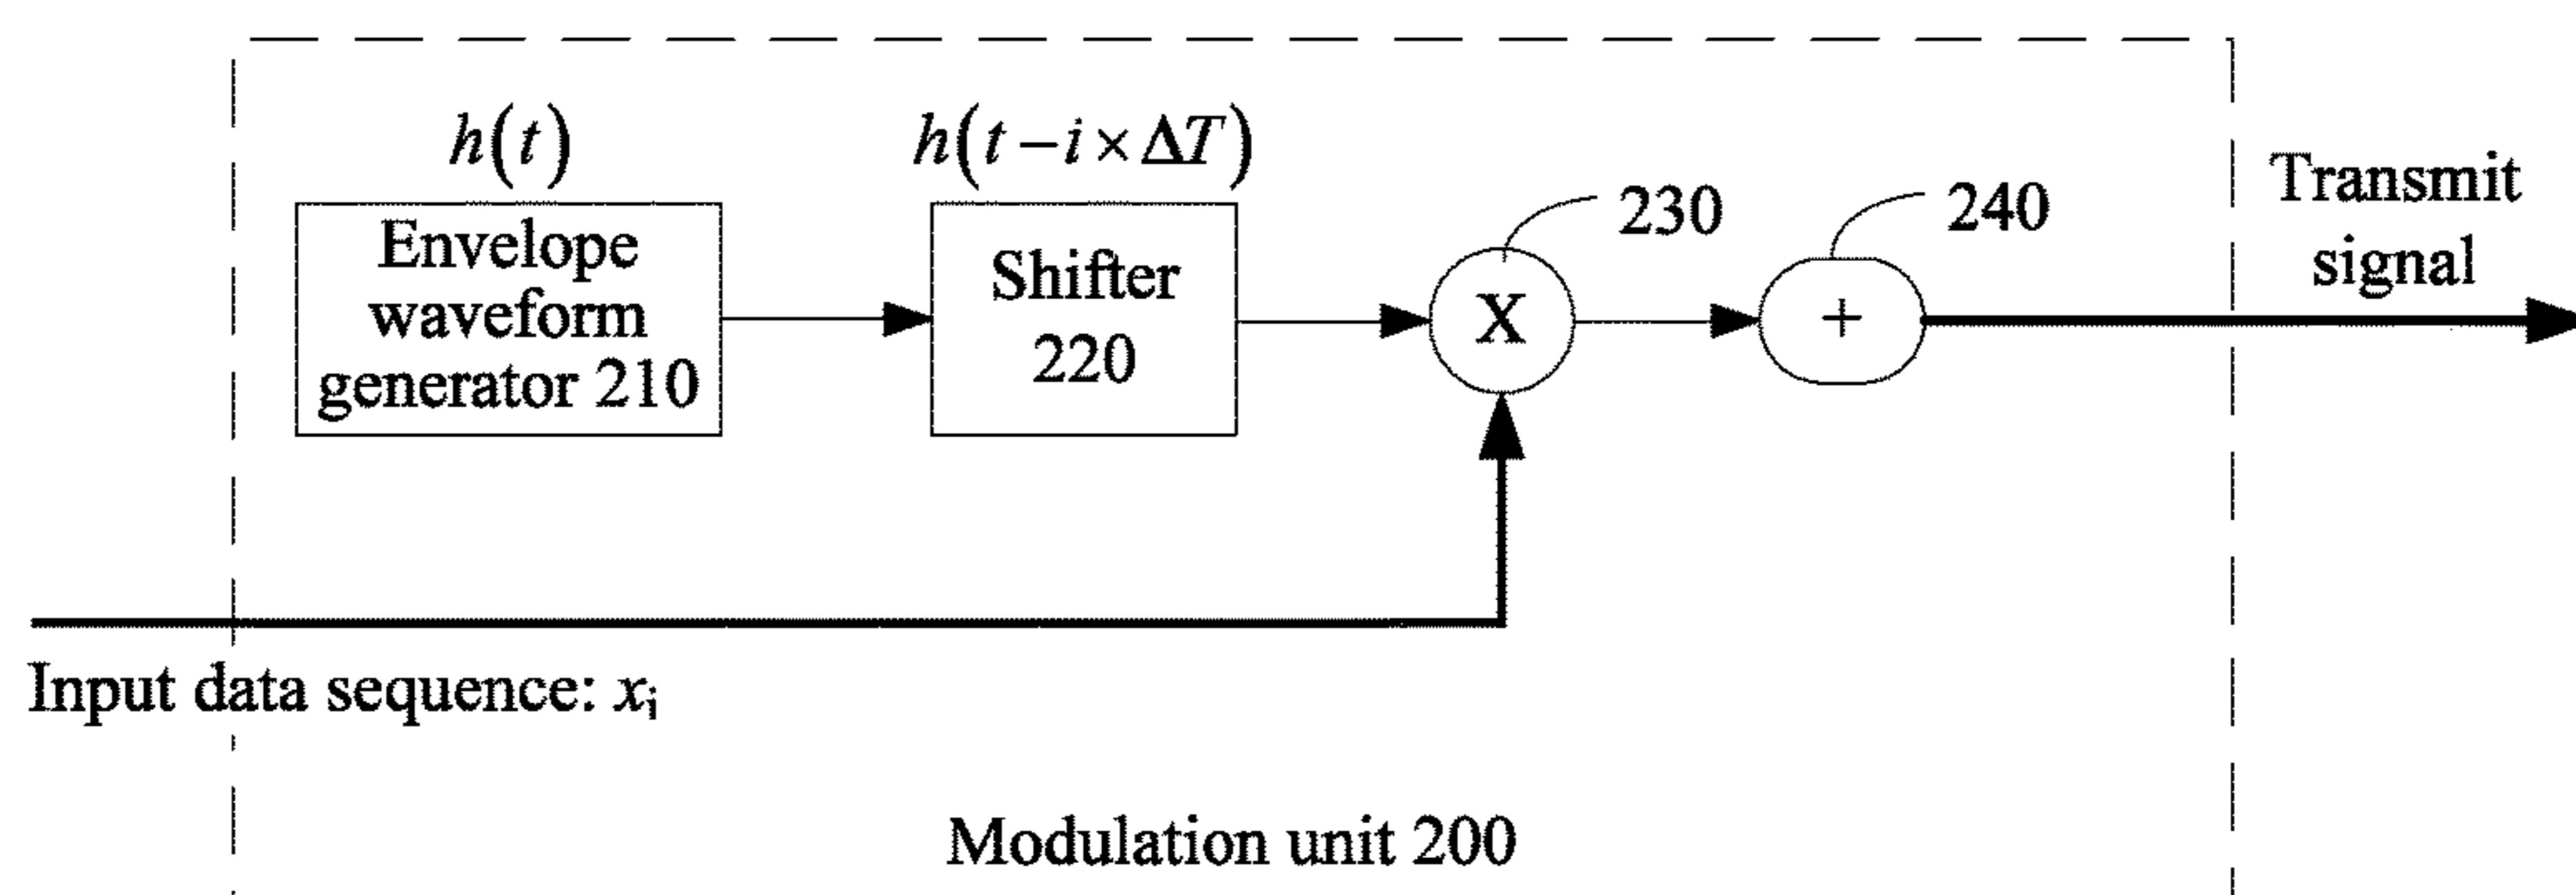 h(t)
h(t−i×ΔT)
Envelope
waveform
generator 210
Shifter
220
230
X
240
+
Transmit
signal
Input data sequence: xᵢ
Modulation unit 200